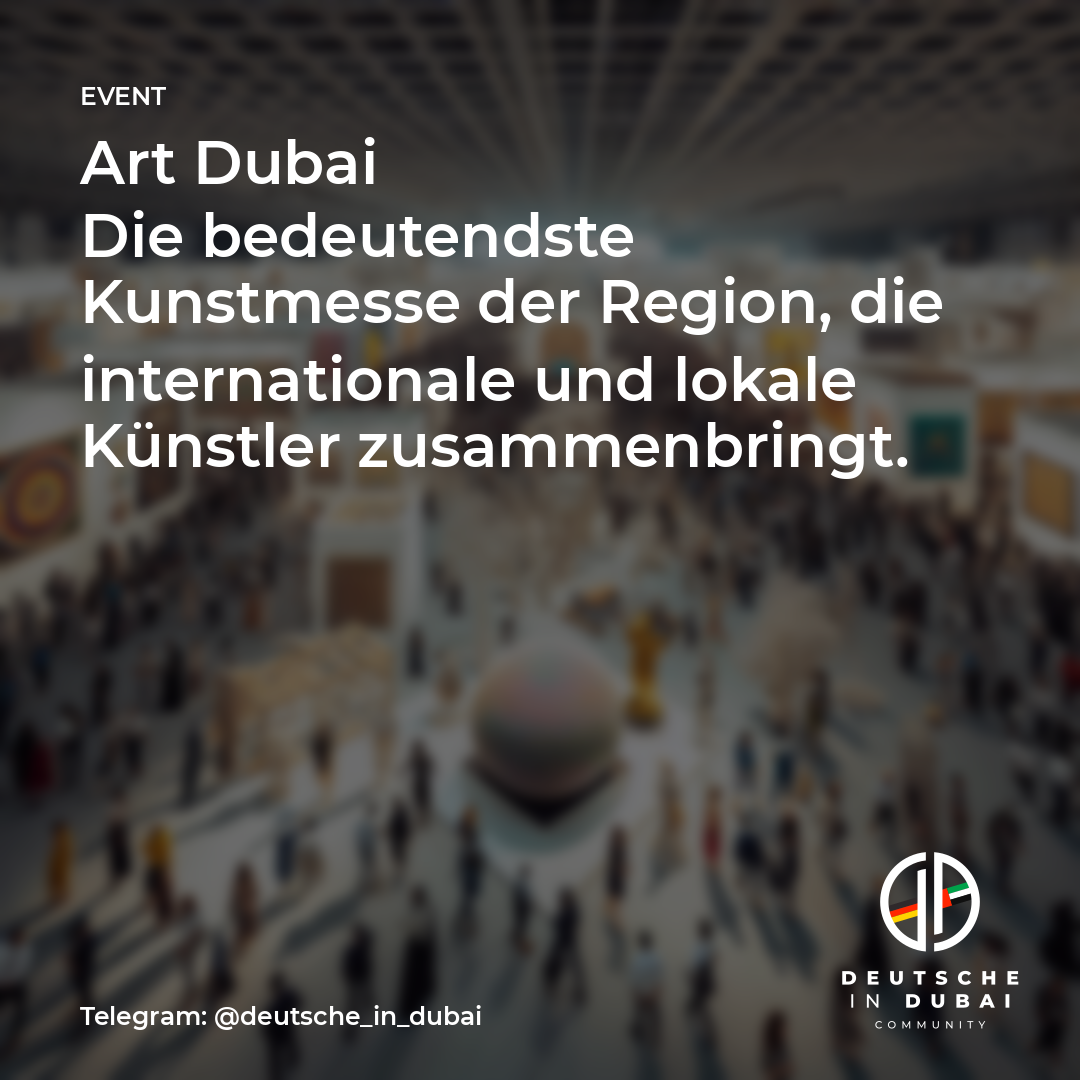 EVENT
Art Dubai
Die bedeutendste
Kunstmesse der Region, die
internationale und lokale
Künstler zusammenbringt.
Telegram: @deutsche_in_dubai
DEUTSCHE
IN DUBAI
COMMUNITY